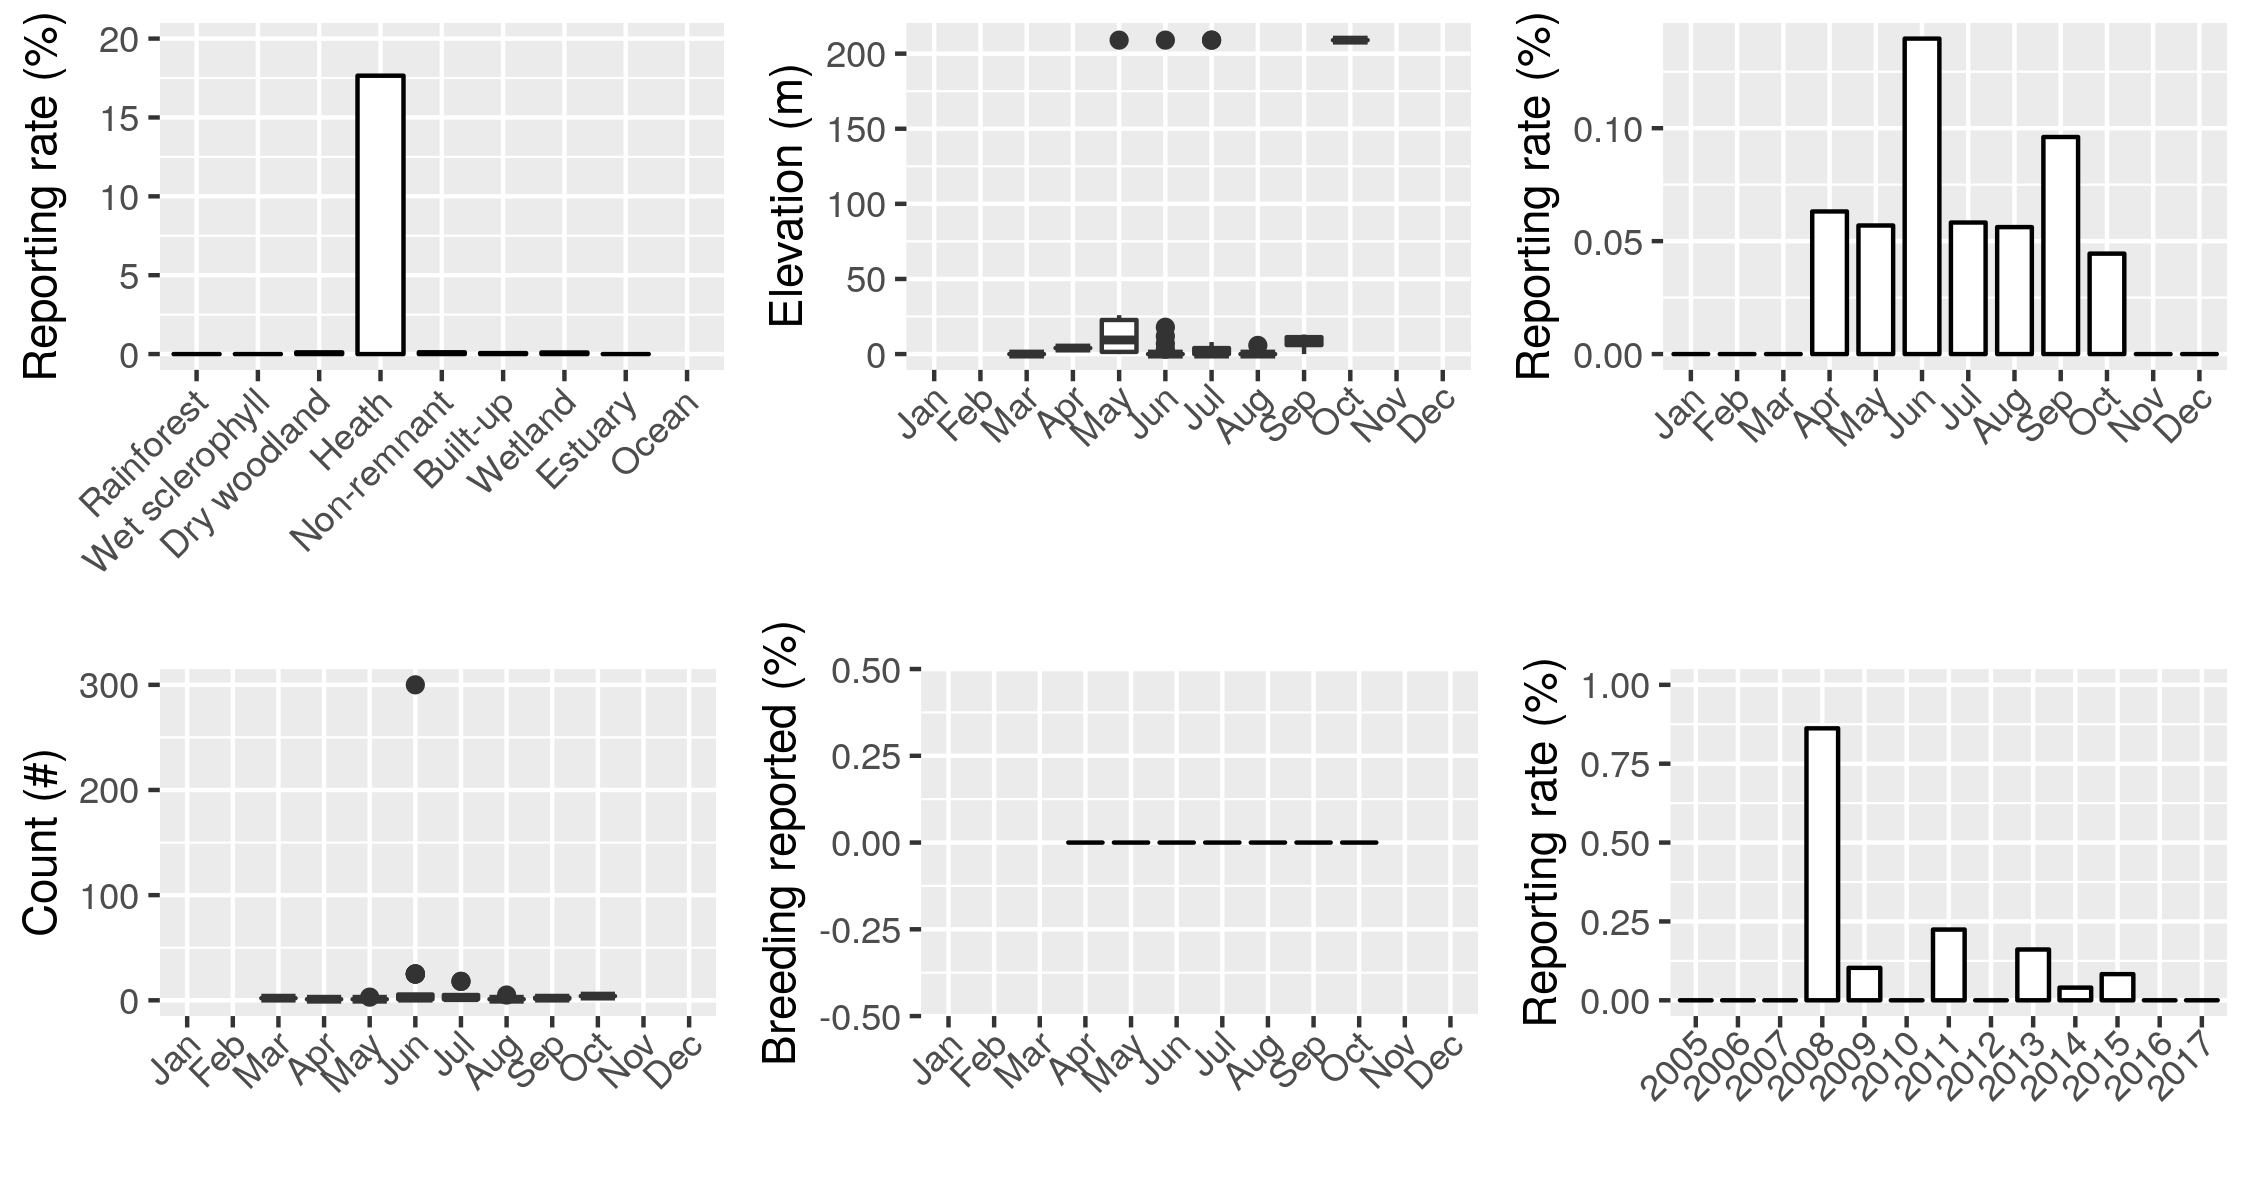 Reporting rate (%)
20
15
10
5
0
Rainforest
Wet sclerophyll
Dry woodland
Heath
Non-remnant
Built-up
Wetland
Estuary
Ocean
Elevation (m)
200
150
100
50
0
Jan
Feb
Mar
Apr
May
Jun
Jul
Aug
Sep
Oct
Nov
Dec
Reporting rate (%)
0.10
0.05
0.00
Jan
Feb
Mar
Apr
May
Jun
Jul
Aug
Sep
Oct
Nov
Dec
Count (#)
300
200
100
0
Jan
Feb
Mar
Apr
May
Jun
Jul
Aug
Sep
Oct
Nov
Dec
Breeding reported (%)
0.50
0.25
0.00
-0.25
-0.50
Jan
Feb
Mar
Apr
May
Jun
Jul
Aug
Sep
Oct
Nov
Dec
Reporting rate (%)
1.00
0.75
0.50
0.25
0.00
2005
2006
2007
2008
2009
2010
2011
2012
2013
2014
2015
2016
2017